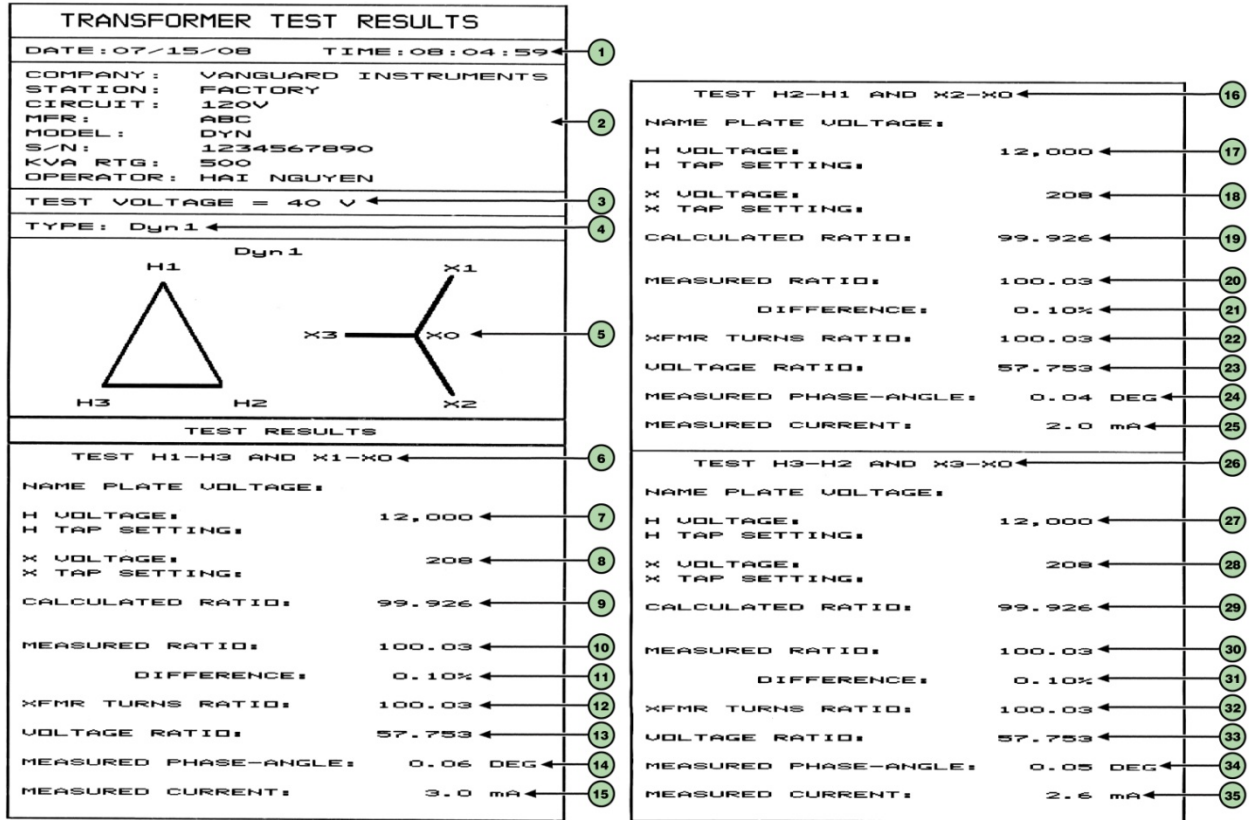 TRANSFORMER TEST RESULTS
DATE:07/15/08 TIME:08:04:59 1
COMPANY: VANGUARD INSTRUMENTS
STATION: FACTORY
CIRCUIT: 120V
MFR: ABC
MODEL: DYN
S/N: 1234567890
KVA RTG: 500
OPERATOR: HAI NGUYEN
2
TEST VOLTAGE = 40 V 3
TYPE: Dyn1 4
Dyn1
H1 X1
X3 X0 5
H3 H2 X2
TEST RESULTS
TEST H1-H3 AND X1-X0 6
NAME PLATE VOLTAGE:
H VOLTAGE: 12,000 7
H TAP SETTING:
X VOLTAGE: 208 8
X TAP SETTING:
CALCULATED RATIO: 99.926 9
MEASURED RATIO: 100.03 10
DIFFERENCE: 0.10% 11
XFMR TURNS RATIO: 100.03 12
VOLTAGE RATIO: 57.753 13
MEASURED PHASE-ANGLE: 0.06 DEG 14
MEASURED CURRENT: 3.0 mA 15
TEST H2-H1 AND X2-X0 16
NAME PLATE VOLTAGE:
H VOLTAGE: 12,000 17
H TAP SETTING:
X VOLTAGE: 208 18
X TAP SETTING:
CALCULATED RATIO: 99.926 19
MEASURED RATIO: 100.03 20
DIFFERENCE: 0.10% 21
XFMR TURNS RATIO: 100.03 22
VOLTAGE RATIO: 57.753 23
MEASURED PHASE-ANGLE: 0.04 DEG 24
MEASURED CURRENT: 2.0 mA 25
TEST H3-H2 AND X3-X0 26
NAME PLATE VOLTAGE:
H VOLTAGE: 12,000 27
H TAP SETTING:
X VOLTAGE: 208 28
X TAP SETTING:
CALCULATED RATIO: 99.926 29
MEASURED RATIO: 100.03 30
DIFFERENCE: 0.10% 31
XFMR TURNS RATIO: 100.03 32
VOLTAGE RATIO: 57.753 33
MEASURED PHASE-ANGLE: 0.05 DEG 34
MEASURED CURRENT: 2.6 mA 35